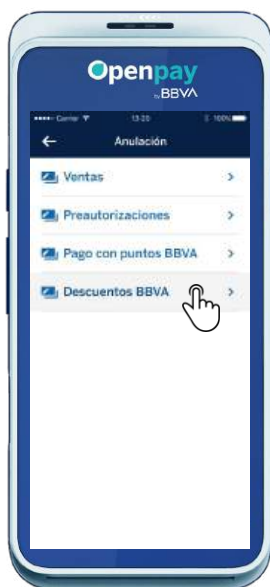 Openpay
by BBVA
Carrier 13:20 100%
Anulación
Ventas
Preautorizaciones
Pago con puntos BBVA
Descuentos BBVA